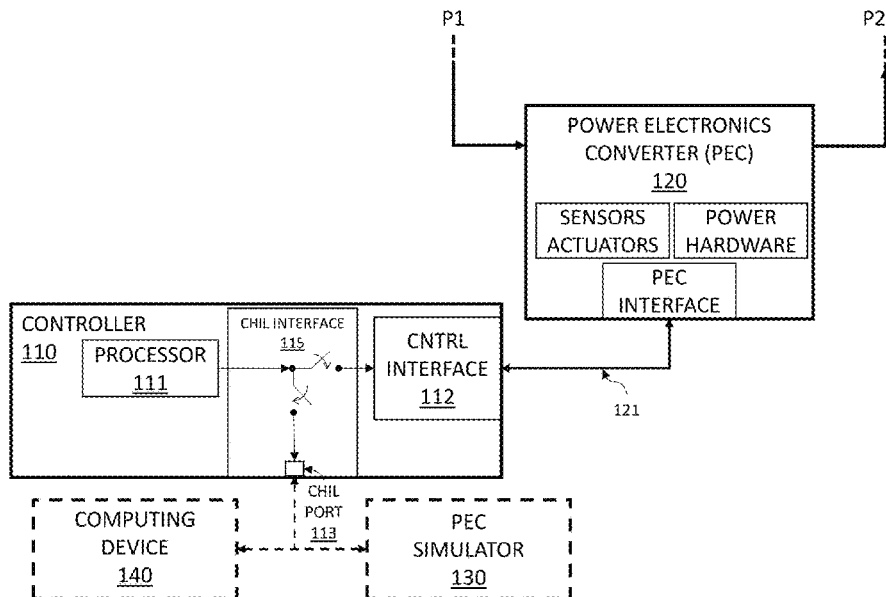 P1
P2
POWER ELECTRONICS
CONVERTER (PEC)
120
SENSORS
ACTUATORS
POWER
HARDWARE
PEC
INTERFACE
CONTROLLER
110
PROCESSOR
111
CHIL INTERFACE
115
CNTRL
INTERFACE
112
121
CHIL
PORT
113
COMPUTING
DEVICE
140
PEC
SIMULATOR
130